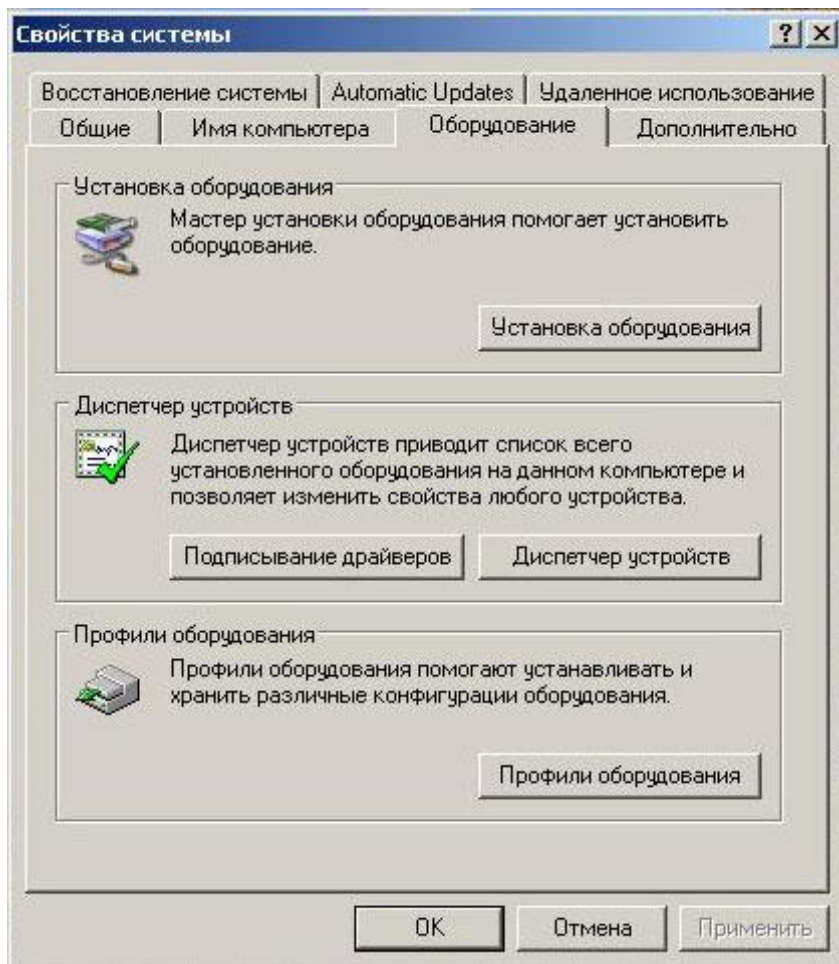 Свойства системы
Восстановление системы Automatic Updates Удаленное использование
Общие Имя компьютера Оборудование Дополнительно
Установка оборудования
Мастер установки оборудования помогает установить
оборудование.
Установка оборудования
Диспетчер устройств
Диспетчер устройств приводит список всего
установленного оборудования на данном компьютере и
позволяет изменить свойства любого устройства.
Подписывание драйверов Диспетчер устройств
Профили оборудования
Профили оборудования помогают устанавливать и
хранить различные конфигурации оборудования.
Профили оборудования
OK Отмена Применить